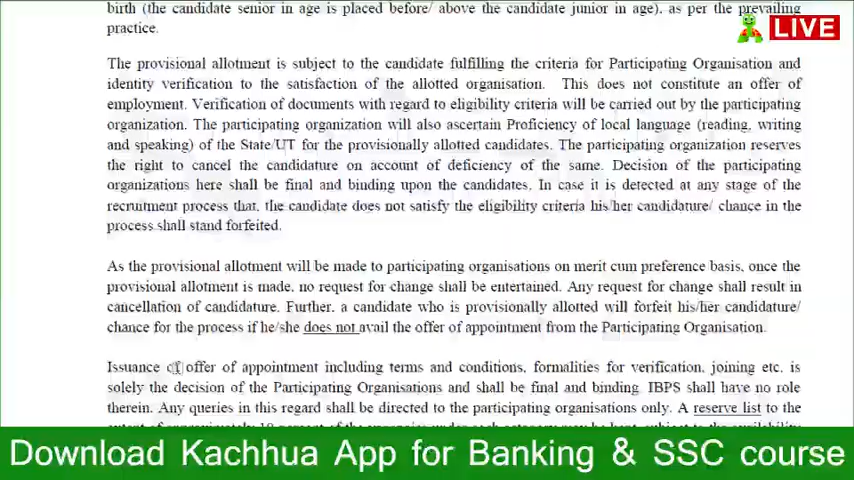 birth (the candidate senior in age is placed before/ above the candidate junior in age), as per the prevailing
practice.
LIVE
The provisional allotment is subject to the candidate fulfilling the criteria for Participating Organisation and
identity verification to the satisfaction of the allotted organisation. This does not constitute an offer of
employment. Verification of documents with regard to eligibility criteria will be carried out by the participating
organization. The participating organization will also ascertain Proficiency of local language (reading, writing
and speaking) of the State/UT for the provisionally allotted candidates. The participating organization reserves
the right to cancel the candidature on account of deficiency of the same. Decision of the participating
organizations here shall be final and binding upon the candidates. In case it is detected at any stage of the
recruitment process that, the candidate does not satisfy the eligibility criteria his/her candidature/ chance in the
process shall stand forfeited.
As the provisional allotment will be made to participating organisations on merit cum preference basis, once the
provisional allotment is made, no request for change shall be entertained. Any request for change shall result in
cancellation of candidature. Further, a candidate who is provisionally allotted will forfeit his/her candidature/
chance for the process if he/she does not avail the offer of appointment from the Participating Organisation.
Issuance of offer of appointment including terms and conditions, formalities for verification, joining etc. is
solely the decision of the Participating Organisations and shall be final and binding. IBPS shall have no role
therein. Any queries in this regard shall be directed to the participating organisations only. A reserve list to the
Download Kachhua App for Banking & SSC course